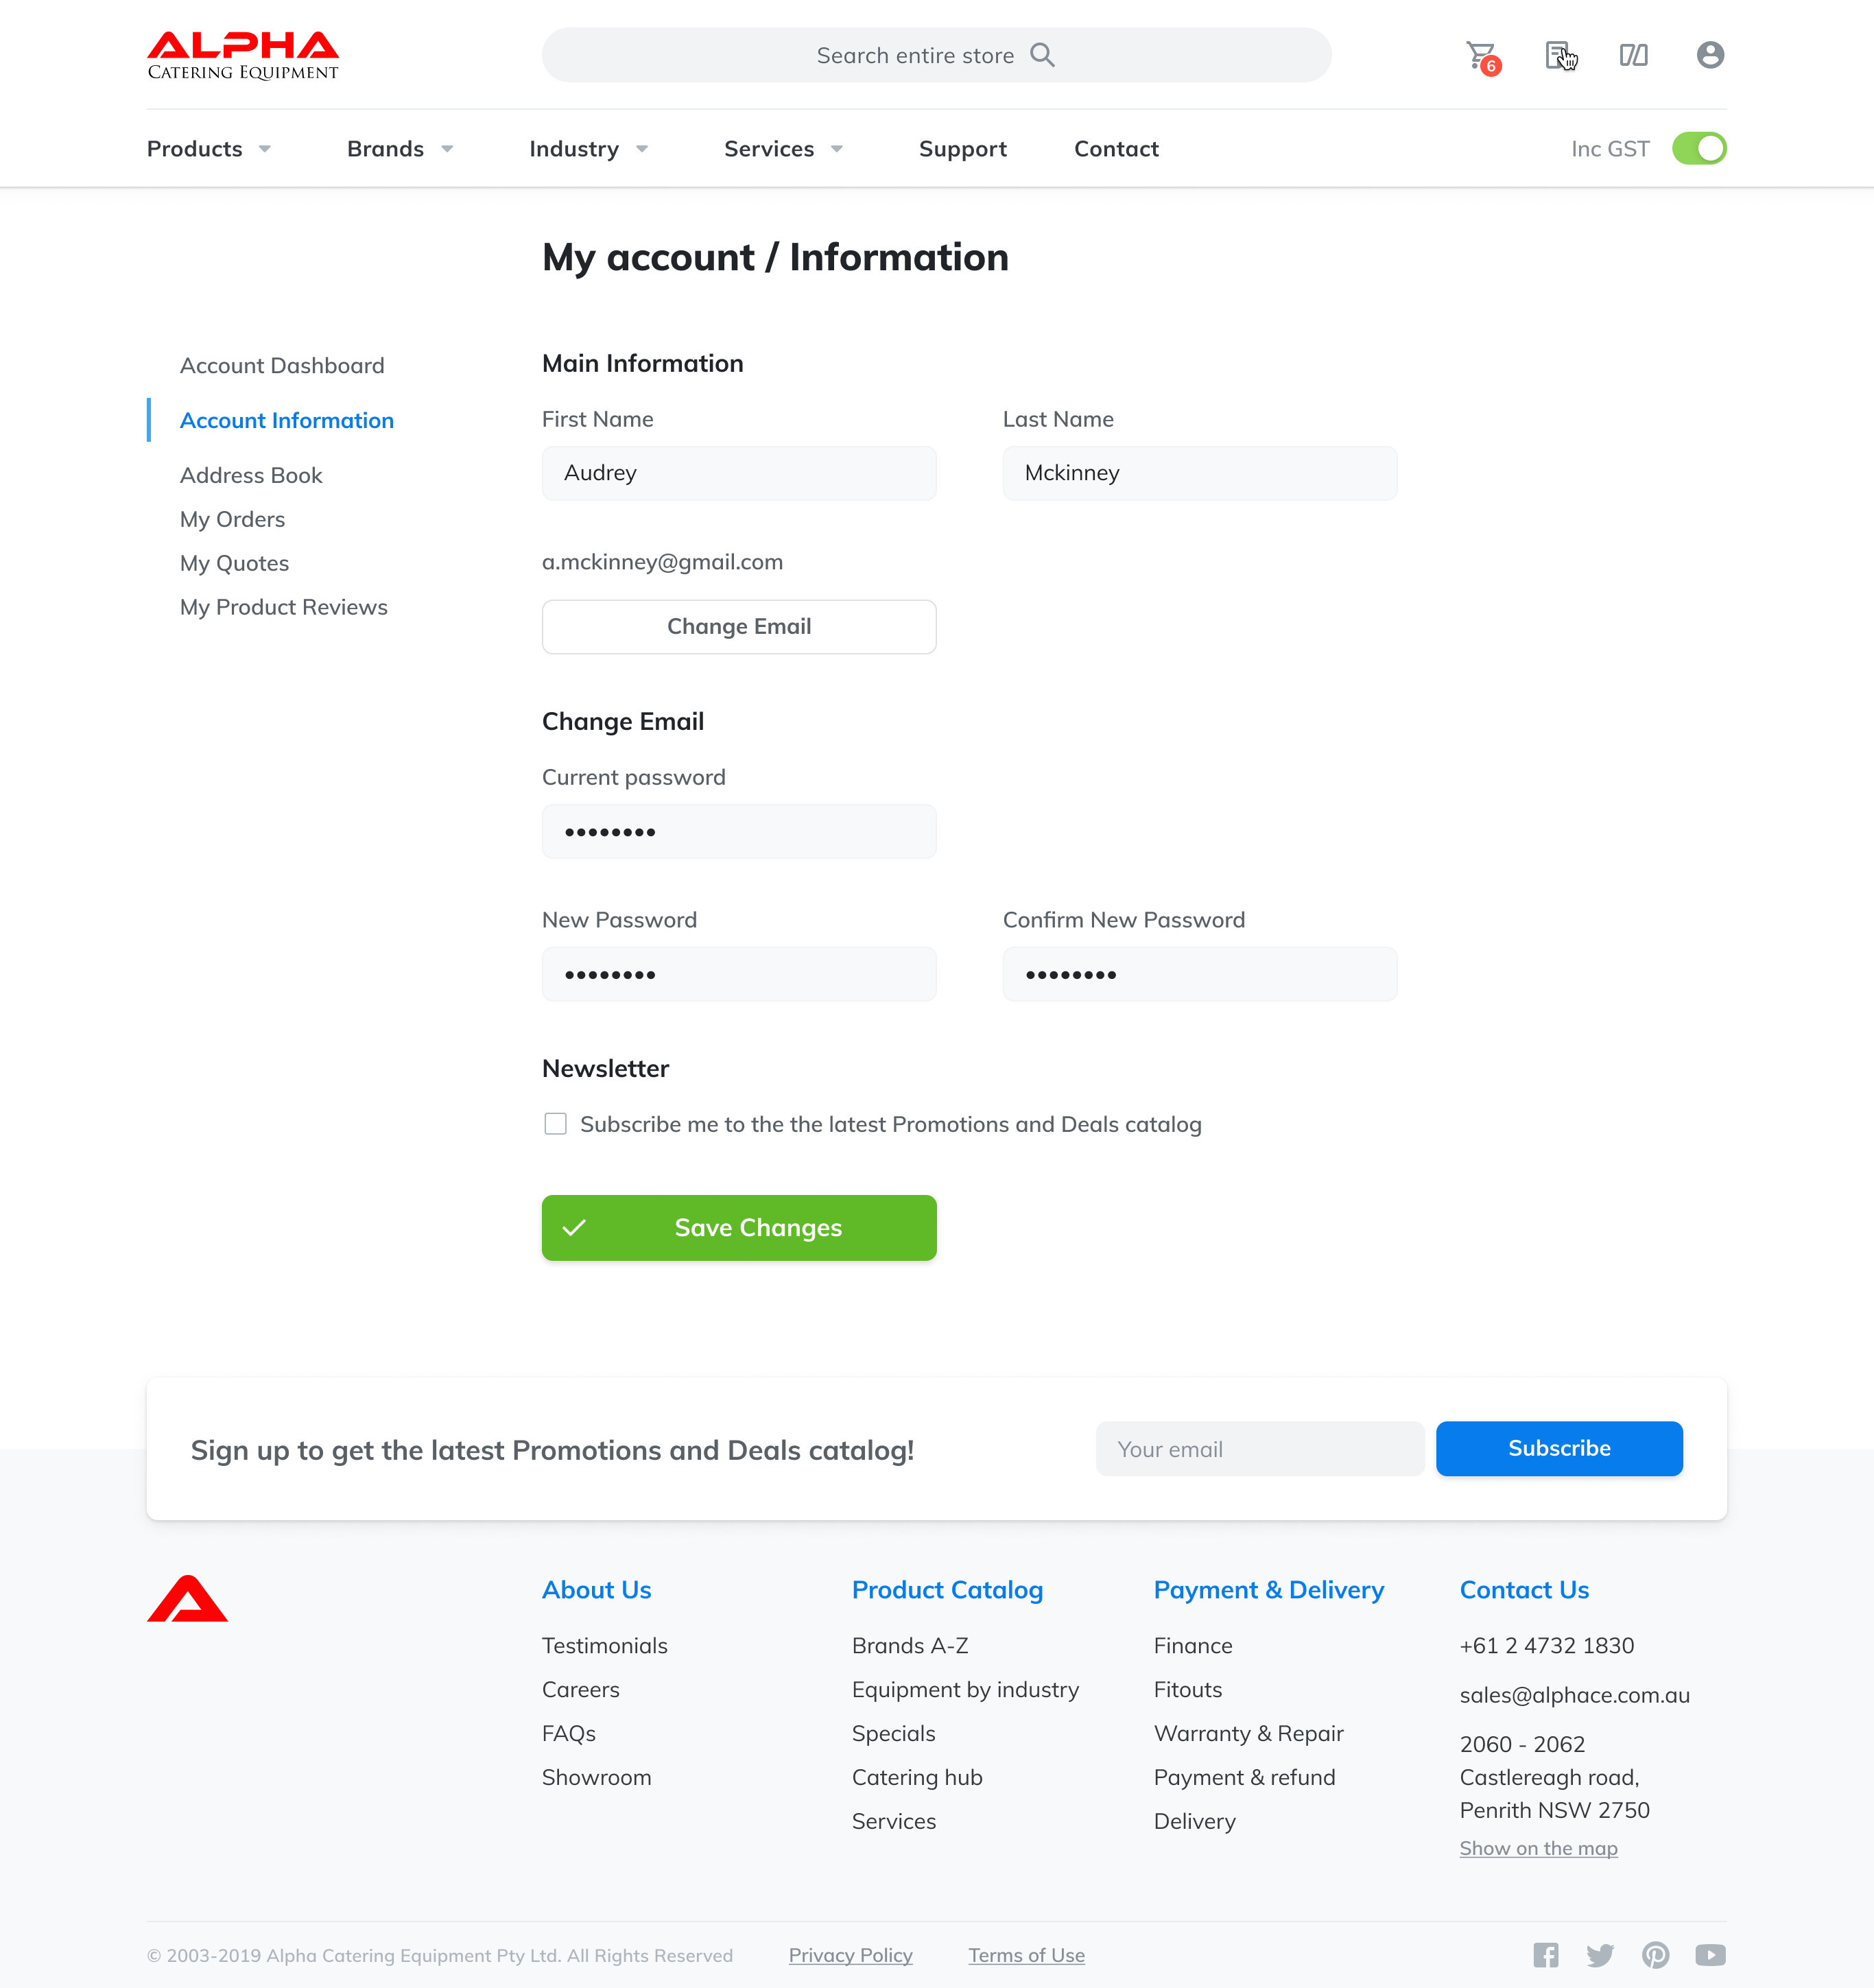 ALPHA
CATERING EQUIPMENT
Search entire store
6
Products
Brands
Industry
Services
Support
Contact
Inc GST
My account / Information
Account Dashboard
Account Information
Address Book
My Orders
My Quotes
My Product Reviews
Main Information
First Name
Last Name
Audrey
Mckinney
a.mckinney@gmail.com
Change Email
Change Email
Current password
••••••••
New Password
Confirm New Password
••••••••
••••••••
Newsletter
Subscribe me to the the latest Promotions and Deals catalog
Save Changes
Sign up to get the latest Promotions and Deals catalog!
Your email
Subscribe
About Us
Testimonials
Careers
FAQs
Showroom
Product Catalog
Brands A-Z
Equipment by industry
Specials
Catering hub
Services
Payment & Delivery
Finance
Fitouts
Warranty & Repair
Payment & refund
Delivery
Contact Us
+61 2 4732 1830
sales@alphace.com.au
2060 - 2062
Castlereagh road,
Penrith NSW 2750
Show on the map
© 2003-2019 Alpha Catering Equipment Pty Ltd. All Rights Reserved
Privacy Policy
Terms of Use